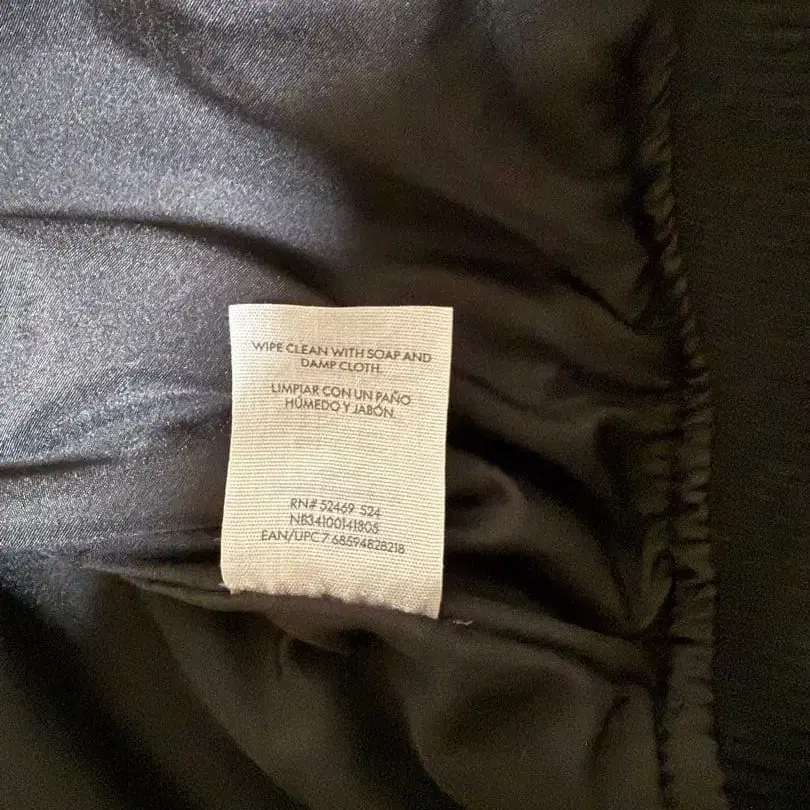 WIPE CLEAN WITH SOAP AND
DAMP CLOTH.
LIMPIAR CON UN PAÑO
HÚMEDO Y JABÓN.
RN# 52469 S24
NB34100141805
EAN/UPC 7 68594828218